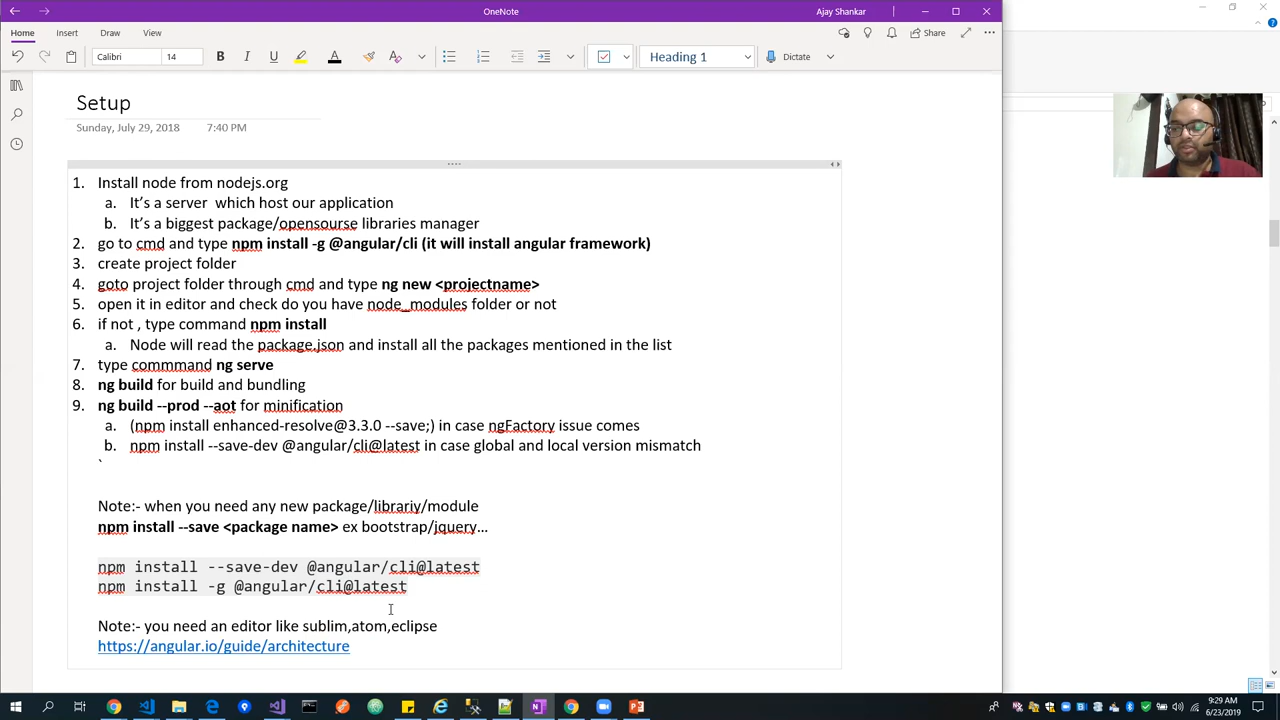 OneNote
Ajay Shankar
Home Insert Draw View
Share
Calibri 14 B I U A Heading 1 Dictate
Setup
Sunday, July 29, 2018 7:40 PM
1. Install node from nodejs.org
a. It's a server which host our application
b. It's a biggest package/opensourse libraries manager
2. go to cmd and type npm install -g @angular/cli (it will install angular framework)
3. create project folder
4. goto project folder through cmd and type ng new <projectname>
5. open it in editor and check do you have node_modules folder or not
6. if not , type command npm install
a. Node will read the package.json and install all the packages mentioned in the list
7. type commmand ng serve
8. ng build for build and bundling
9. ng build --prod --aot for minification
a. (npm install enhanced-resolve@3.3.0 --save;) in case ngFactory issue comes
b. npm install --save-dev @angular/cli@latest in case global and local version mismatch
`
Note:- when you need any new package/librariy/module
npm install --save <package name> ex bootstrap/jquery...
npm install --save-dev @angular/cli@latest
npm install -g @angular/cli@latest
Note:- you need an editor like sublim,atom,eclipse
https://angular.io/guide/architecture
9:29 AM
6/23/2019